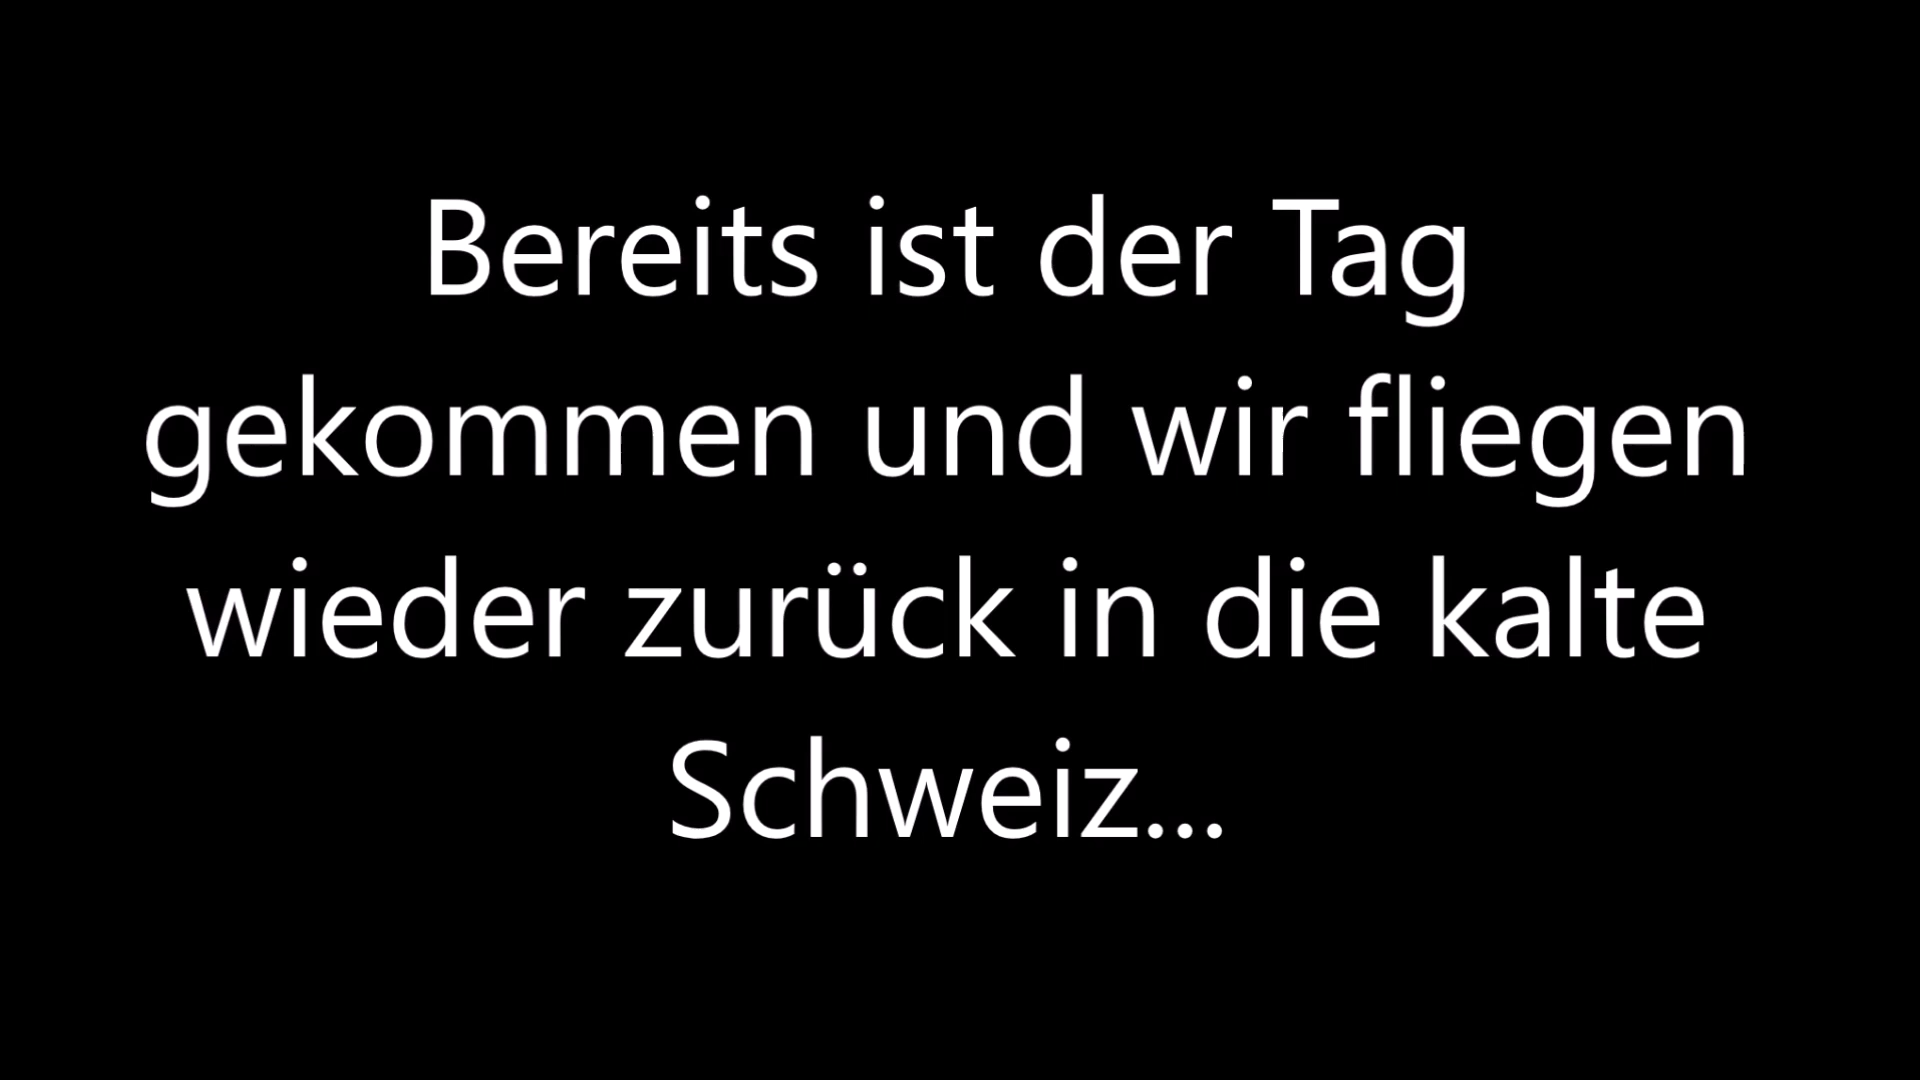 Bereits ist der Tag
gekommen und wir fliegen
wieder zurück in die kalte
Schweiz...